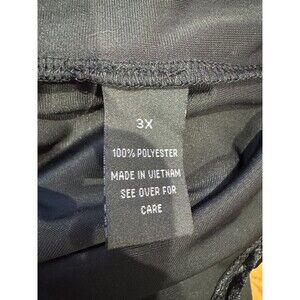 3X
100% POLYESTER
MADE IN VIETNAM
SEE OVER FOR
CARE